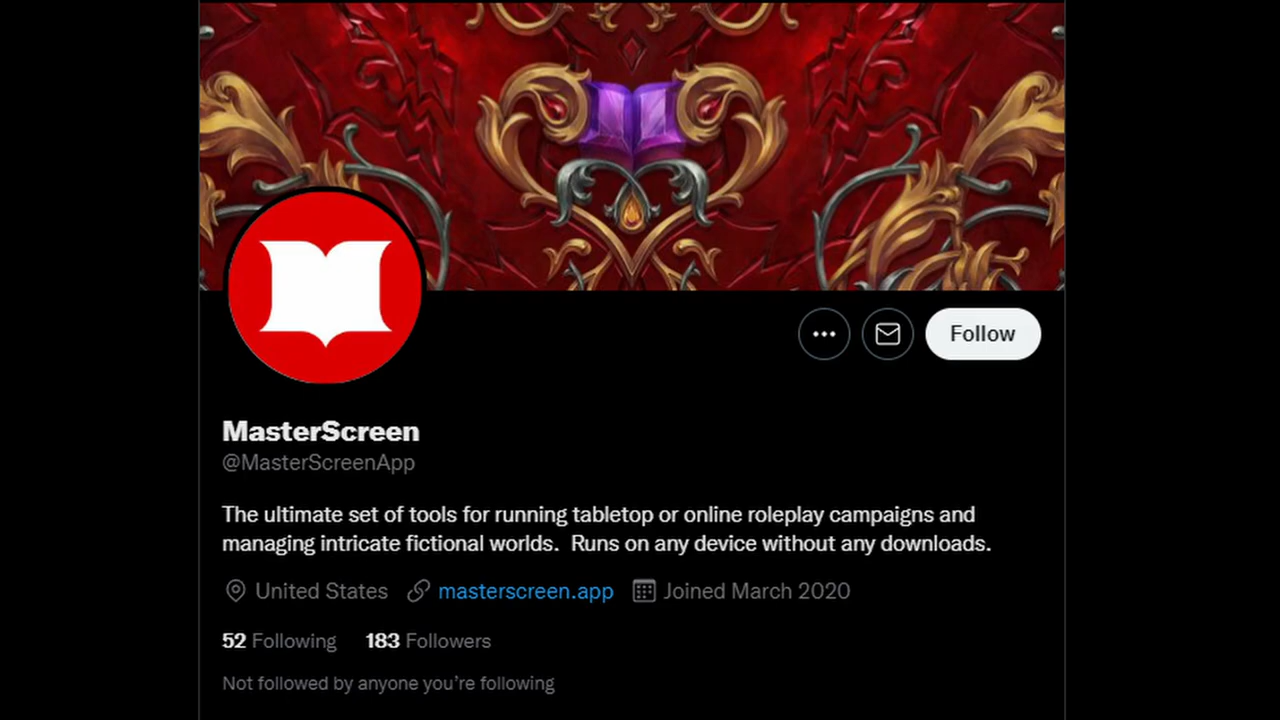 Follow
MasterScreen
@MasterScreenApp
The ultimate set of tools for running tabletop or online roleplay campaigns and
managing intricate fictional worlds.  Runs on any device without any downloads.
United States masterscreen.app Joined March 2020
52 Following 183 Followers
Not followed by anyone you’re following